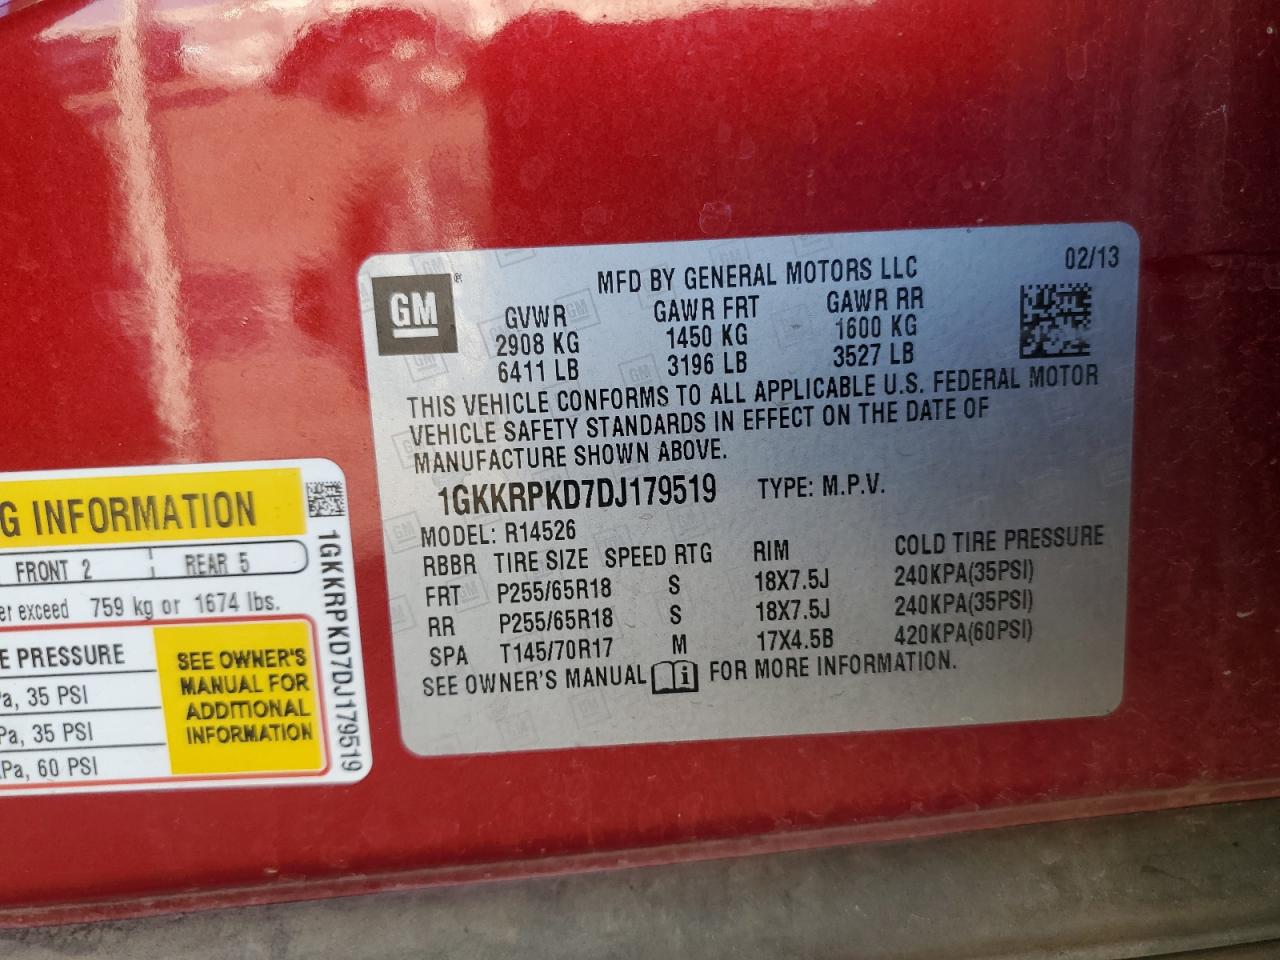 GM
®
MFD BY GENERAL MOTORS LLC
02/13
GVWR GAWR FRT GAWR RR
2908 KG 1450 KG 1600 KG
6411 LB 3196 LB 3527 LB
THIS VEHICLE CONFORMS TO ALL APPLICABLE U.S. FEDERAL MOTOR
VEHICLE SAFETY STANDARDS IN EFFECT ON THE DATE OF
MANUFACTURE SHOWN ABOVE.
1GKKRPKD7DJ179519 TYPE: M.P.V.
MODEL: R14526
RBBR TIRE SIZE SPEED RTG RIM COLD TIRE PRESSURE
FRT P255/65R18 S 18X7.5J 240KPA(35PSI)
RR P255/65R18 S 18X7.5J 240KPA(35PSI)
SPA T145/70R17 M 17X4.5B 420KPA(60PSI)
SEE OWNER'S MANUAL i FOR MORE INFORMATION.
G INFORMATION
FRONT 2 REAR 5
er exceed 759 kg or 1674 lbs.
E PRESSURE
a, 35 PSI
Pa, 35 PSI
Pa, 60 PSI
SEE OWNER'S
MANUAL FOR
ADDITIONAL
INFORMATION
1GKKRPKD7DJ179519